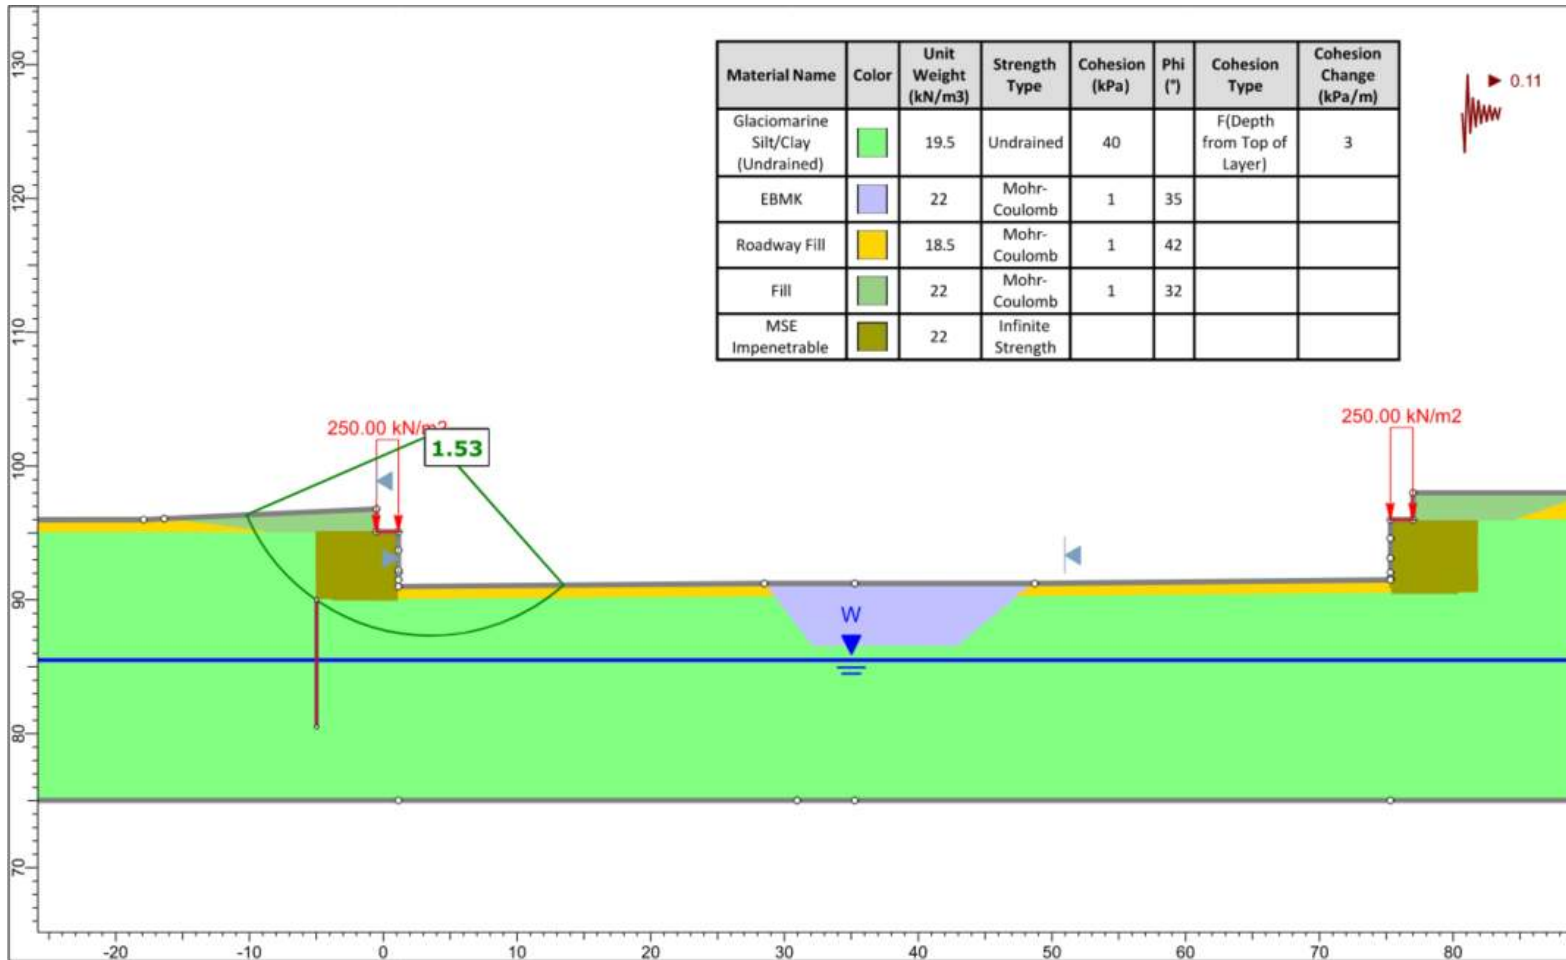 130
120
110
100
90
80
70
Material Name Color Unit Weight (kN/m3) Strength Type Cohesion (kPa) Phi (°) Cohesion Type Cohesion Change (kPa/m)
Glaciomarine Silt/Clay (Undrained) 19.5 Undrained 40 F(Depth from Top of Layer) 3
EBMK 22 Mohr-Coulomb 1 35
Roadway Fill 18.5 Mohr-Coulomb 1 42
Fill 22 Mohr-Coulomb 1 32
MSE Impenetrable 22 Infinite Strength
0.11
250.00 kN/m2
1.53
250.00 kN/m2
W
-20 -10 0 10 20 30 40 50 60 70 80